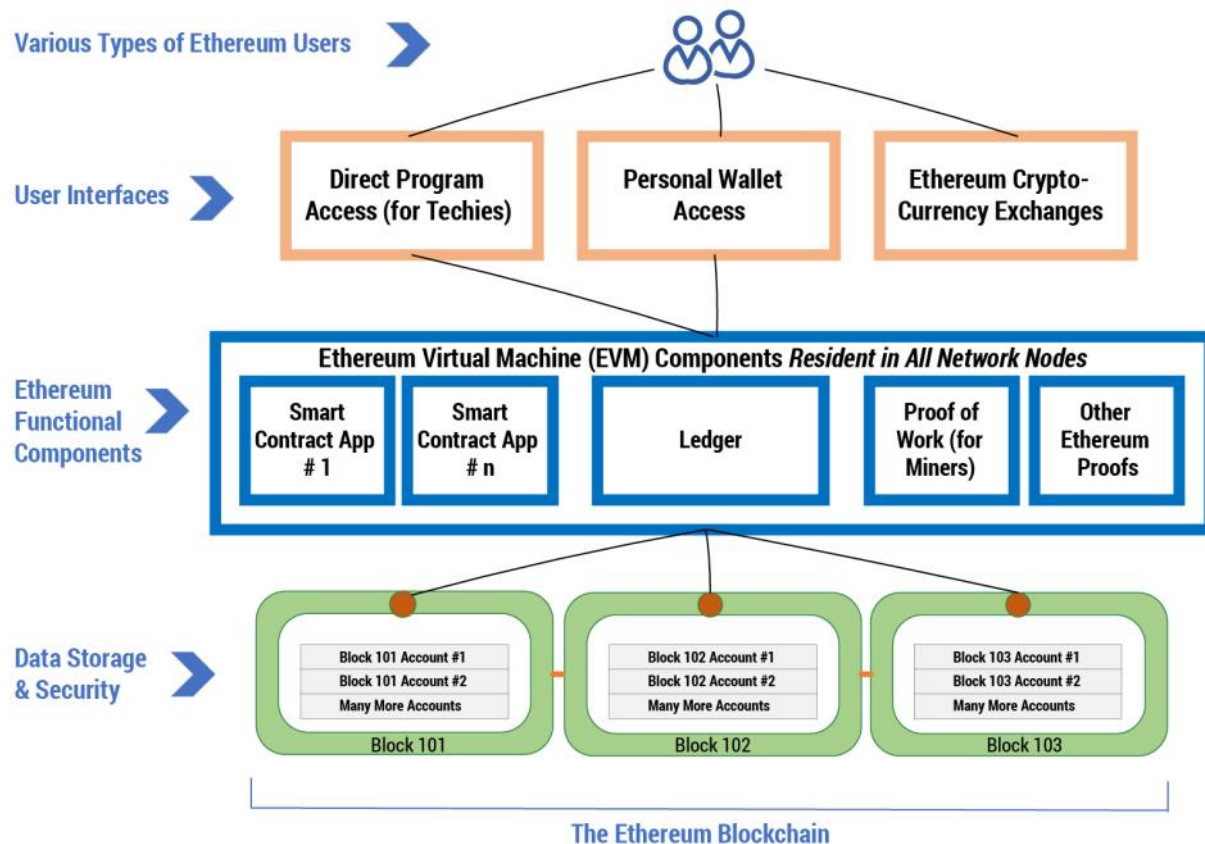 Various Types of Ethereum Users
User Interfaces
Direct Program
Access (for Techies)
Personal Wallet
Access
Ethereum Crypto-
Currency Exchanges
Ethereum
Functional
Components
Ethereum Virtual Machine (EVM) Components Resident in All Network Nodes
Smart
Contract App
# 1
Smart
Contract App
# n
Ledger
Proof of
Work (for
Miners)
Other
Ethereum
Proofs
Data Storage
& Security
Block 101 Account #1
Block 101 Account #2
Many More Accounts
Block 101
Block 102 Account #1
Block 102 Account #2
Many More Accounts
Block 102
Block 103 Account #1
Block 103 Account #2
Many More Accounts
Block 103
The Ethereum Blockchain